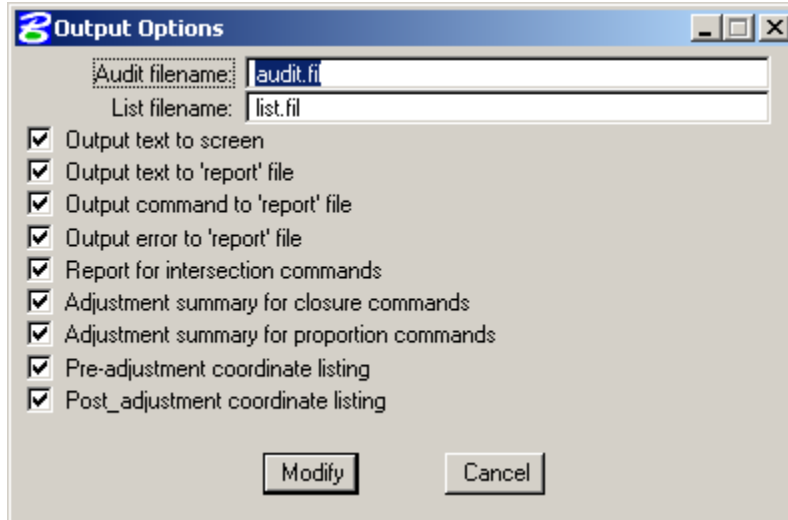 Output Options
Audit filename: audit.fil
List filename: list.fil
Output text to screen
Output text to 'report' file
Output command to 'report' file
Output error to 'report' file
Report for intersection commands
Adjustment summary for closure commands
Adjustment summary for proportion commands
Pre-adjustment coordinate listing
Post_adjustment coordinate listing
Modify Cancel